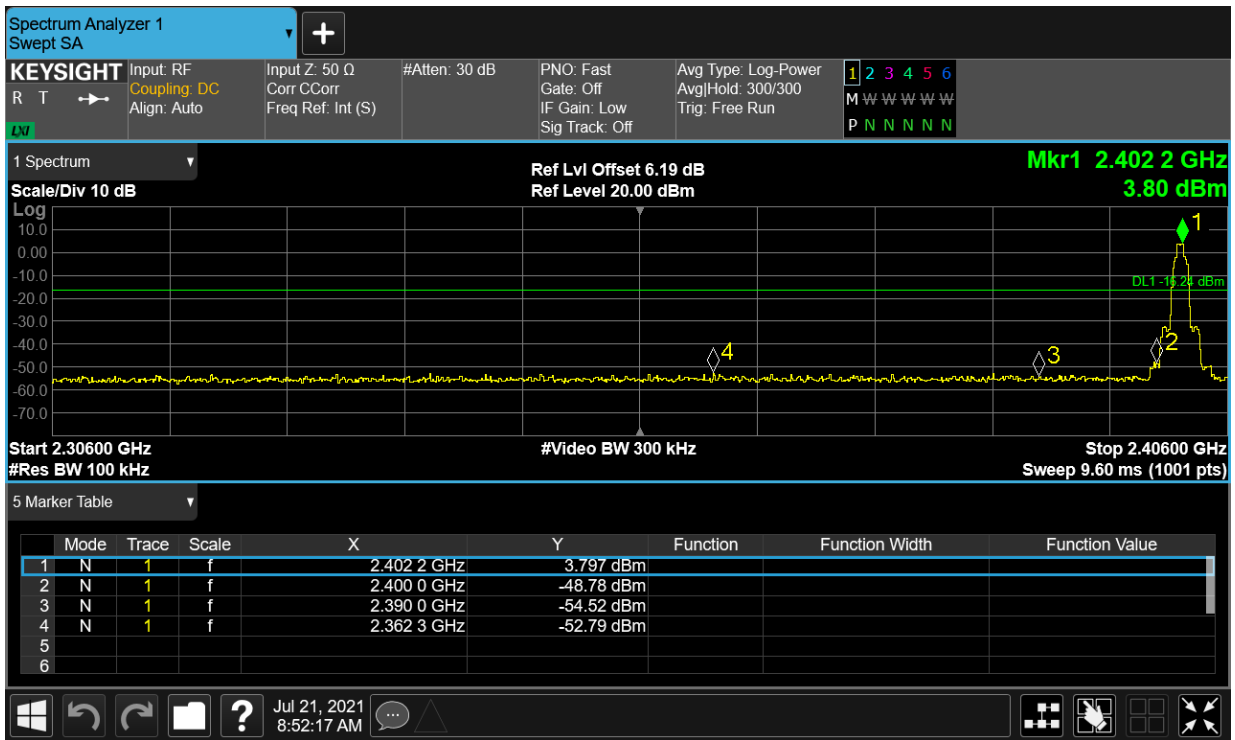 Spectrum Analyzer 1
Swept SA
+
KEYSIGHT Input: RF Input Z: 50 Ω #Atten: 30 dB PNO: Fast Avg Type: Log-Power 1 2 3 4 5 6
R T Coupling: DC Corr CCorr Gate: Off Avg|Hold: 300/300 M W W W W W
Align: Auto Freq Ref: Int (S) IF Gain: Low Trig: Free Run
LXI Sig Track: Off P N N N N N
1 Spectrum Ref Lvl Offset 6.19 dB Mkr1 2.402 2 GHz
Scale/Div 10 dB Ref Level 20.00 dBm 3.80 dBm
Log
10.0 1
0.00
-10.0 DL1 -16.24 dBm
-20.0
-30.0
-40.0 4 3 2
-50.0
-60.0
-70.0
Start 2.30600 GHz #Video BW 300 kHz Stop 2.40600 GHz
#Res BW 100 kHz Sweep 9.60 ms (1001 pts)
5 Marker Table
Mode Trace Scale X Y Function Function Width Function Value
1 N 1 f 2.402 2 GHz 3.797 dBm
2 N 1 f 2.400 0 GHz -48.78 dBm
3 N 1 f 2.390 0 GHz -54.52 dBm
4 N 1 f 2.362 3 GHz -52.79 dBm
5
6
? Jul 21, 2021
8:52:17 AM